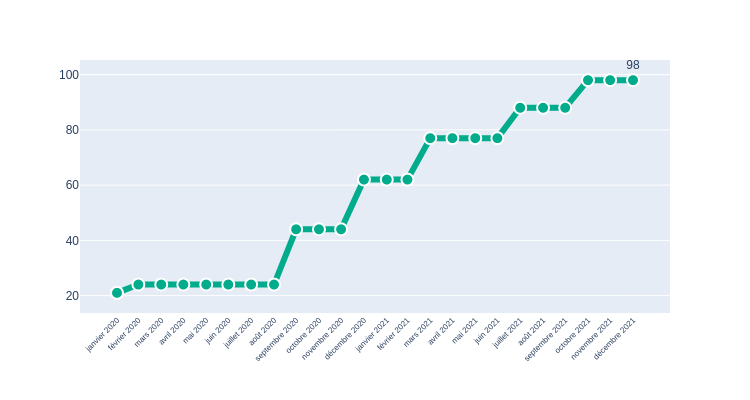 98
100
80
60
40
20
janvier 2020
février 2020
mars 2020
avril 2020
mai 2020
juin 2020
juillet 2020
août 2020
septembre 2020
octobre 2020
novembre 2020
décembre 2020
janvier 2021
février 2021
mars 2021
avril 2021
mai 2021
juin 2021
juillet 2021
août 2021
septembre 2021
octobre 2021
novembre 2021
décembre 2021